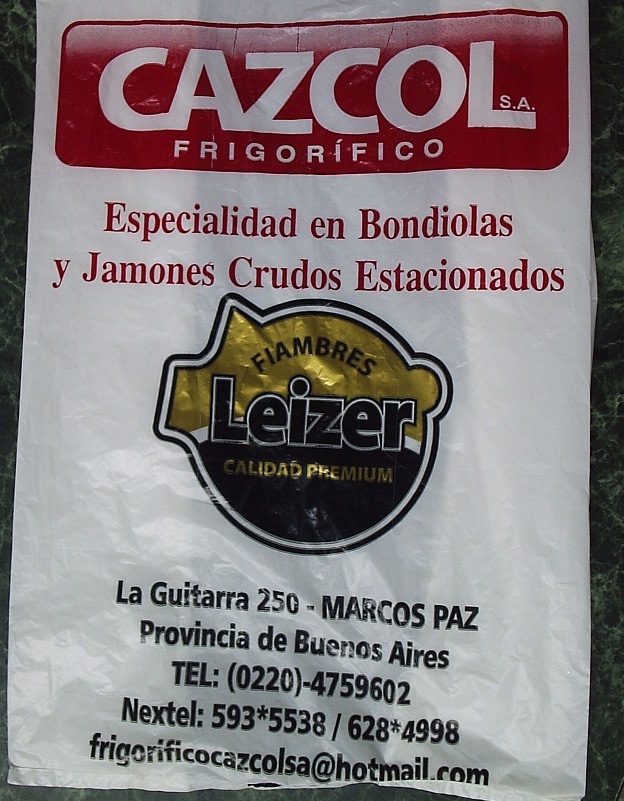 CAZCOL S.A.
FRIGORÍFICO
Especialidad en Bondiolas
y Jamones Crudos Estacionados
FIAMBRES
Leizer
CALIDAD PREMIUM
La Guitarra 250 - MARCOS PAZ
Provincia de Buenos Aires
TEL: (0220)-4759602
Nextel: 593*5538 / 628*4998
frigorificocazcolsa@hotmail.com